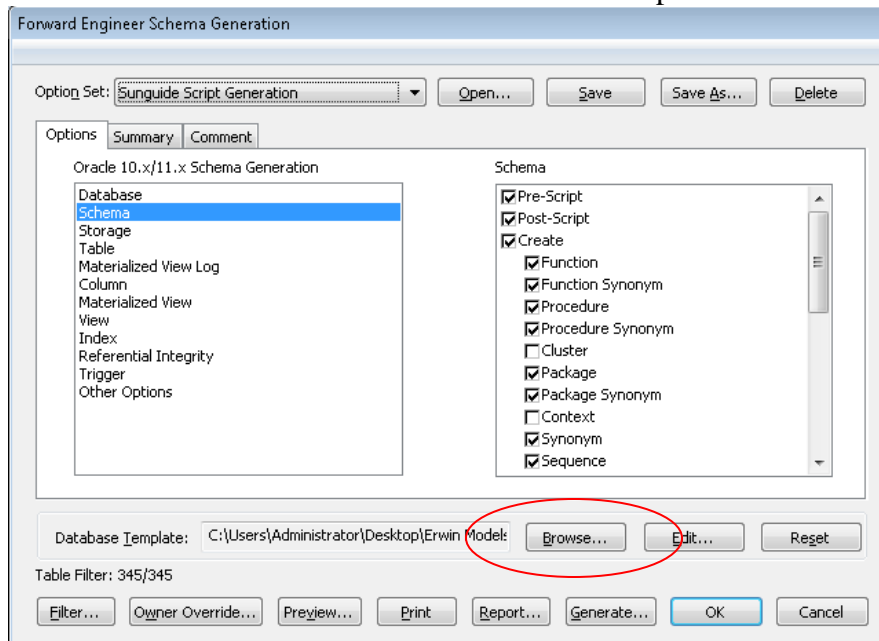 Forward Engineer Schema Generation
Option Set: Sunguide Script Generation Open... Save Save As... Delete
Options Summary Comment
Oracle 10.x/11.x Schema Generation
Database
Schema
Storage
Table
Materialized View Log
Column
Materialized View
View
Index
Referential Integrity
Trigger
Other Options
Schema
Pre-Script
Post-Script
Create
Function
Function Synonym
Procedure
Procedure Synonym
Cluster
Package
Package Synonym
Context
Synonym
Sequence
Database Template: C:\Users\Administrator\Desktop\Erwin Models Browse... Edit... Reset
Table Filter: 345/345
Filter... Owner Override... Preview... Print Report... Generate... OK Cancel